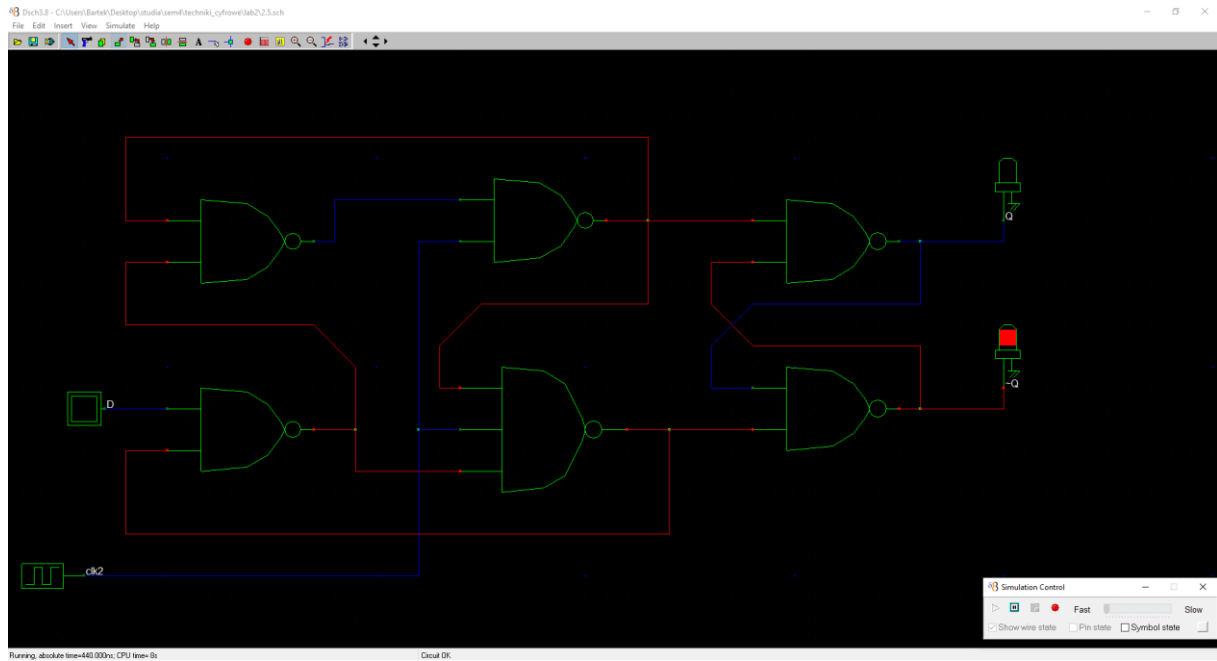 Dsch3.8 - C:\Users\Bartek\Desktop\studia\sem4\techniki_cyfrowe\lab2\2.5.sch
File Edit Insert View Simulate Help
A
Q
D
~Q
clk2
Simulation Control
Fast Slow
Show wire state Pin state Symbol state
Running, absolute time=440.000ns; CPU time= 8s Circuit OK